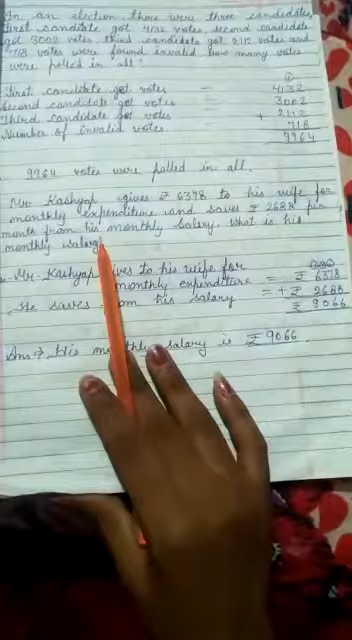 In an election, there were three candidates,
first candidate got 4132 votes, second candidate
got 3002 votes, third candidate got 2112 votes and
718 votes were found invalid how many votes
were polled in all
1
First candidate got votes = 4132
Second candidate got votes 3002
Third candidate got votes + 2112
Number of invalid votes 718
9964
9964 votes were polled in all.
Mr. Kashyap gives ₹ 6378 to his wife for
monthly expenditure and saves ₹ 2688 per
month from his monthly salary. What is his
monthly salary
Mr. Kashyap gives to his wife for
monthly expenditure = ₹ 6378
He saves from his salary = + ₹ 2688
₹ 9066
Ans → His monthly salary is ₹ 9066